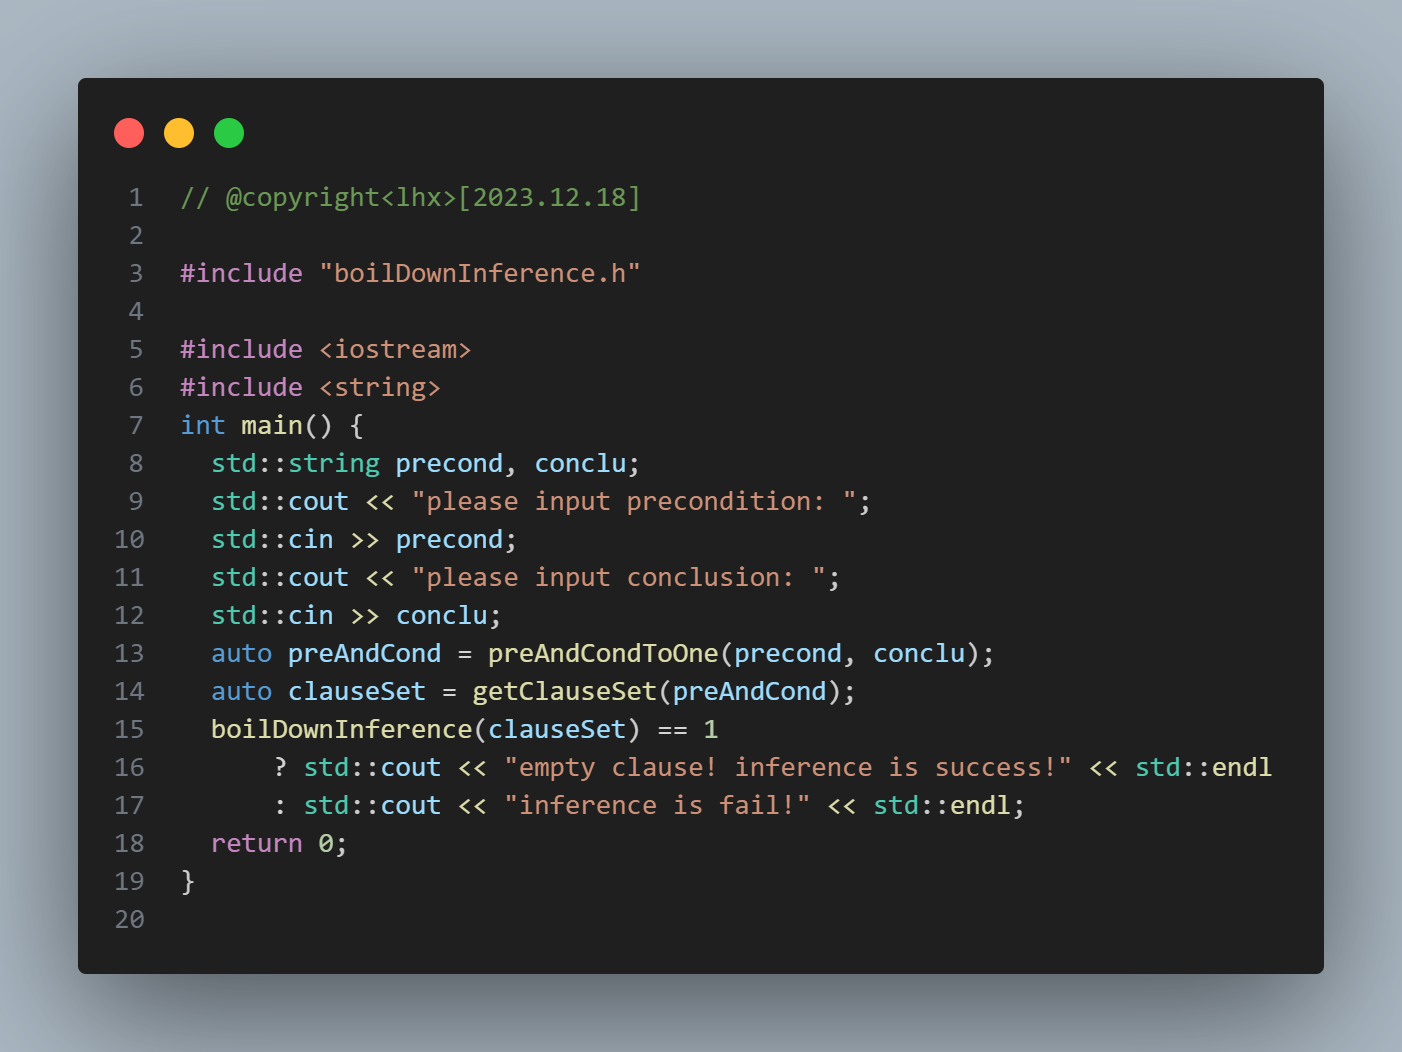 1 // @copyright<lhx>[2023.12.18]
2
3 #include "boilDownInference.h"
4
5 #include <iostream>
6 #include <string>
7 int main() {
8   std::string precond, conclu;
9   std::cout << "please input precondition: ";
10   std::cin >> precond;
11   std::cout << "please input conclusion: ";
12   std::cin >> conclu;
13   auto preAndCond = preAndCondToOne(precond, conclu);
14   auto clauseSet = getClauseSet(preAndCond);
15   boilDownInference(clauseSet) == 1
16       ? std::cout << "empty clause! inference is success!" << std::endl
17       : std::cout << "inference is fail!" << std::endl;
18   return 0;
19 }
20